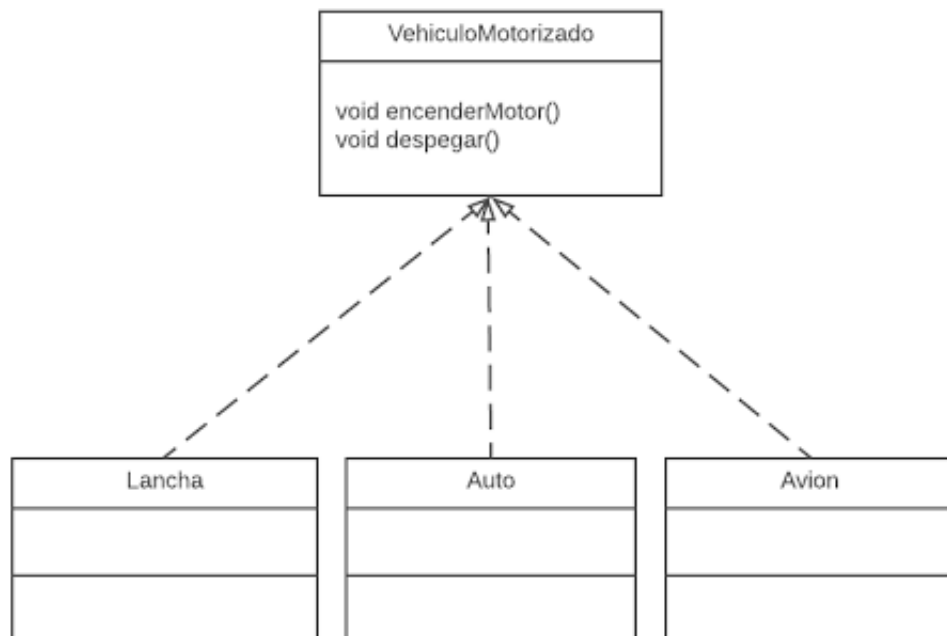 VehiculoMotorizado
void encenderMotor()
void despegar()
Lancha
Auto
Avion